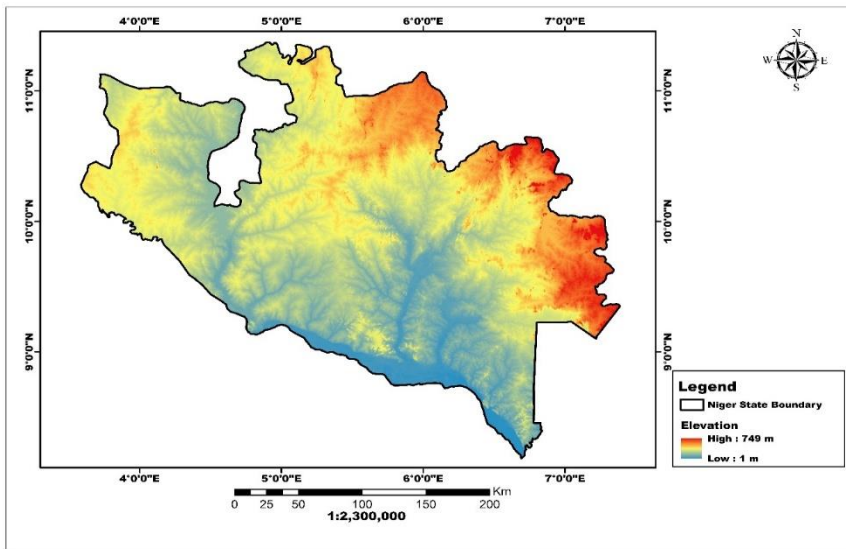 4°0'0"E 5°0'0"E 6°0'0"E 7°0'0"E
N
W E
S
11°0'0"N 11°0'0"N
10°0'0"N 10°0'0"N
9°0'0"N 9°0'0"N
Legend
Niger State Boundary
Elevation
High : 749 m
Low : 1 m
4°0'0"E 5°0'0"E 6°0'0"E 7°0'0"E
Km
0 25 50 100 150 200
1:2,300,000